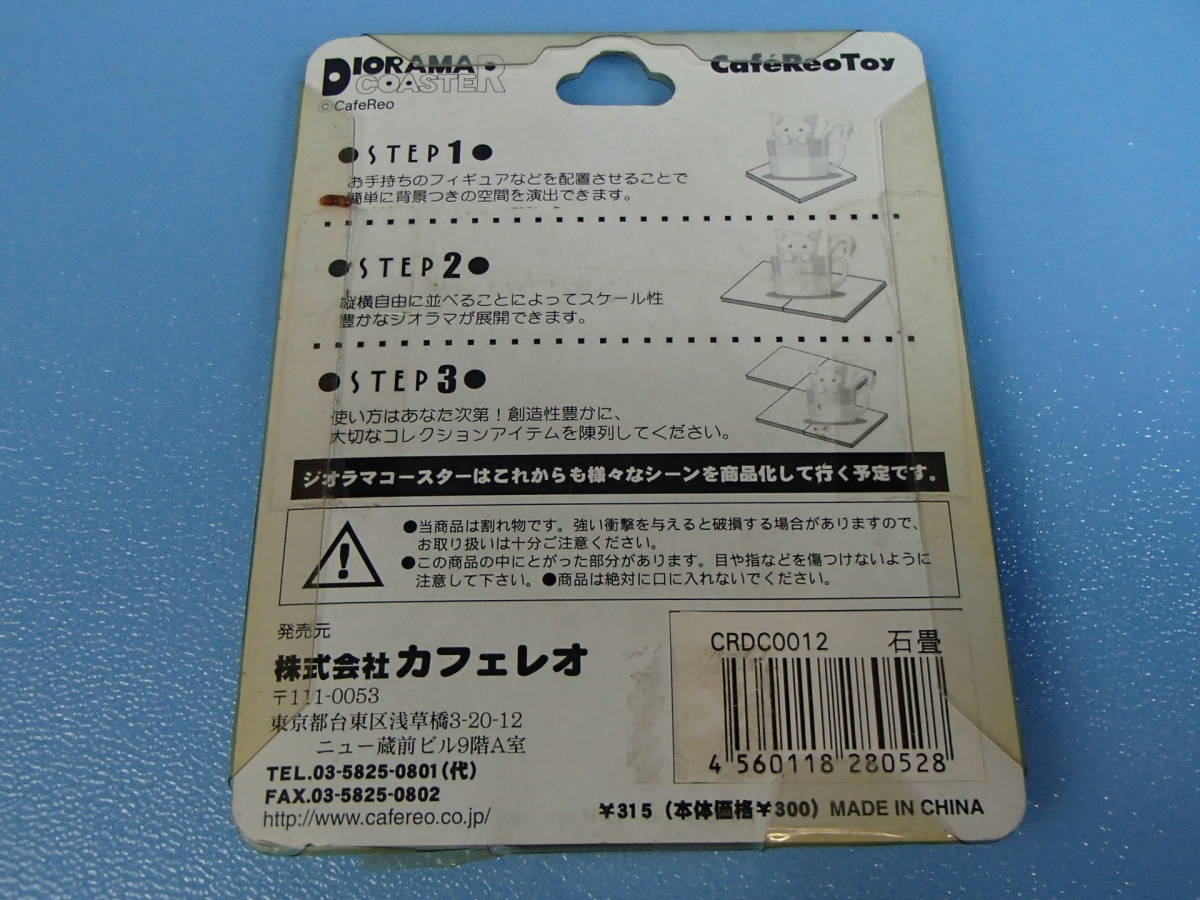 DIORAMA COASTER
CaféReoToy
© CafeReo
●STEP1●
お手持ちのフィギュアなどを配置させることで
簡単に背景つきの空間を演出できます。
●STEP2●
縦横自由に並べることによってスケール性
豊かなジオラマが展開できます。
●STEP3●
使い方はあなた次第！創造性豊かに、
大切なコレクションアイテムを陳列してください。
ジオラマコースターはこれからも様々なシーンを商品化して行く予定です。
●当商品は割れ物です。強い衝撃を与えると破損する場合がありますので、
お取り扱いは十分ご注意ください。
●この商品の中にとがった部分があります。目や指などを傷つけないように
注意して下さい。●商品は絶対に口に入れないでください。
発売元
株式会社カフェレオ
〒111-0053
東京都台東区浅草橋3-20-12
ニュー蔵前ビル9階A室
TEL.03-5825-0801(代)
FAX.03-5825-0802
http://www.cafereo.co.jp/
CRDC0012 石畳
4 560118 280528
¥315（本体価格¥300）MADE IN CHINA